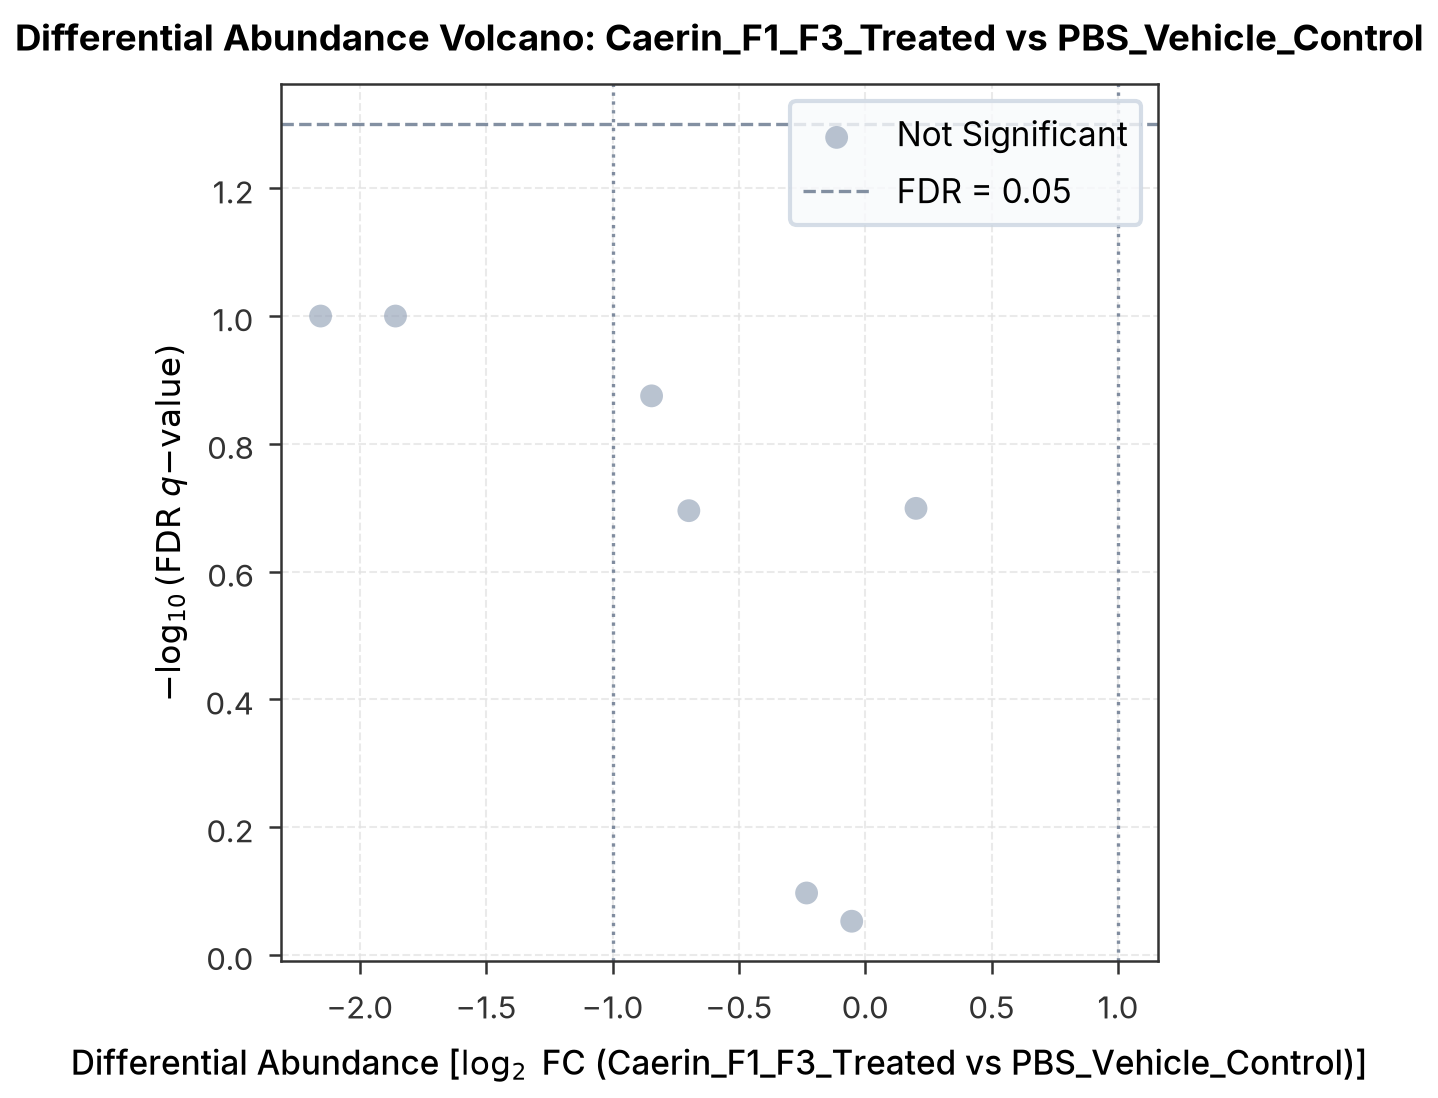 Differential Abundance Volcano: Caerin_F1_F3_Treated vs PBS_Vehicle_Control
Not Significant
FDR = 0.05
−log₁₀(FDR q−value)
1.2
1.0
0.8
0.6
0.4
0.2
0.0
−2.0 −1.5 −1.0 −0.5 0.0 0.5 1.0
Differential Abundance [log₂ FC (Caerin_F1_F3_Treated vs PBS_Vehicle_Control)]